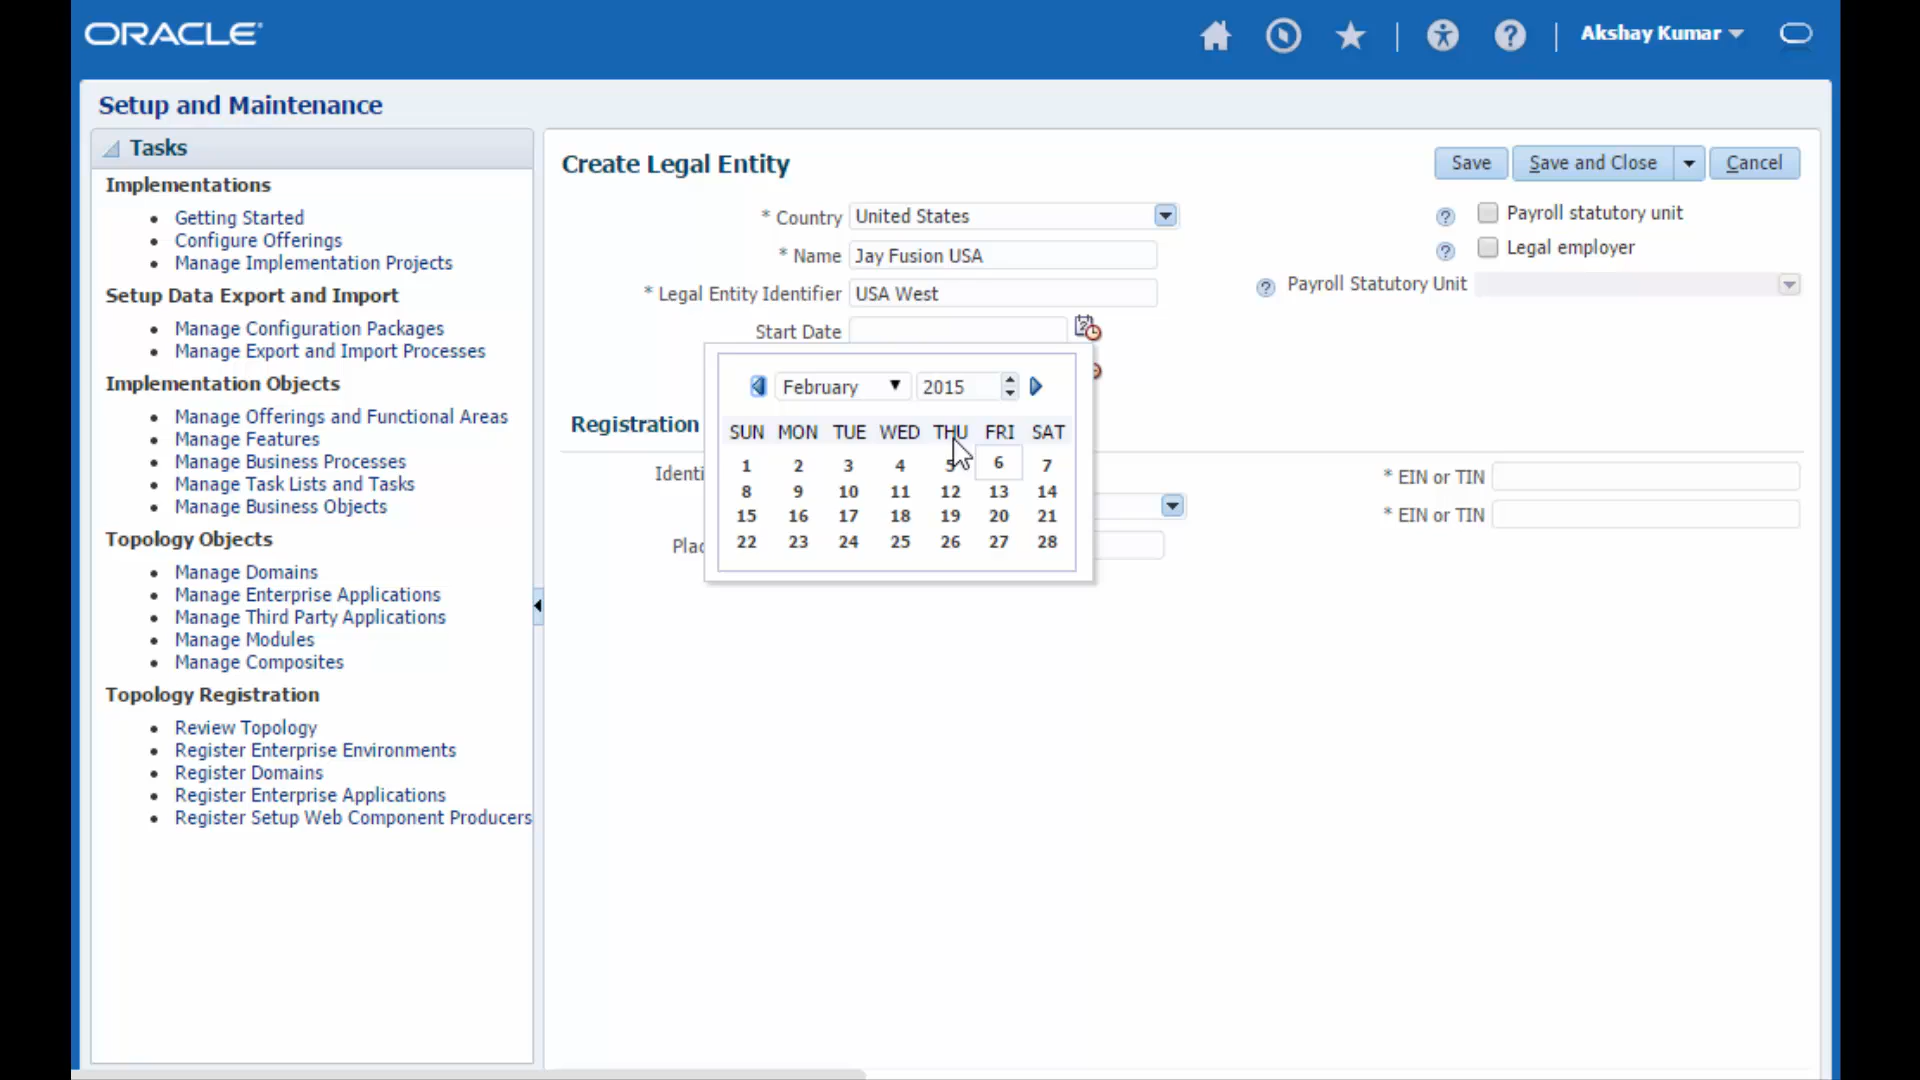 ORACLE
Akshay Kumar
Setup and Maintenance
Tasks
Implementations
Getting Started
Configure Offerings
Manage Implementation Projects
Setup Data Export and Import
Manage Configuration Packages
Manage Export and Import Processes
Implementation Objects
Manage Offerings and Functional Areas
Manage Features
Manage Business Processes
Manage Task Lists and Tasks
Manage Business Objects
Topology Objects
Manage Domains
Manage Enterprise Applications
Manage Third Party Applications
Manage Modules
Manage Composites
Topology Registration
Review Topology
Register Enterprise Environments
Register Domains
Register Enterprise Applications
Register Setup Web Component Producers
Create Legal Entity
Save Save and Close Cancel
* Country United States
* Name Jay Fusion USA
* Legal Entity Identifier USA West
Start Date
? Payroll statutory unit
? Legal employer
? Payroll Statutory Unit
February 2015
SUN MON TUE WED THU FRI SAT
1 2 3 4 5 6 7
8 9 10 11 12 13 14
15 16 17 18 19 20 21
22 23 24 25 26 27 28
Registration
Identi
Plac
* EIN or TIN
* EIN or TIN